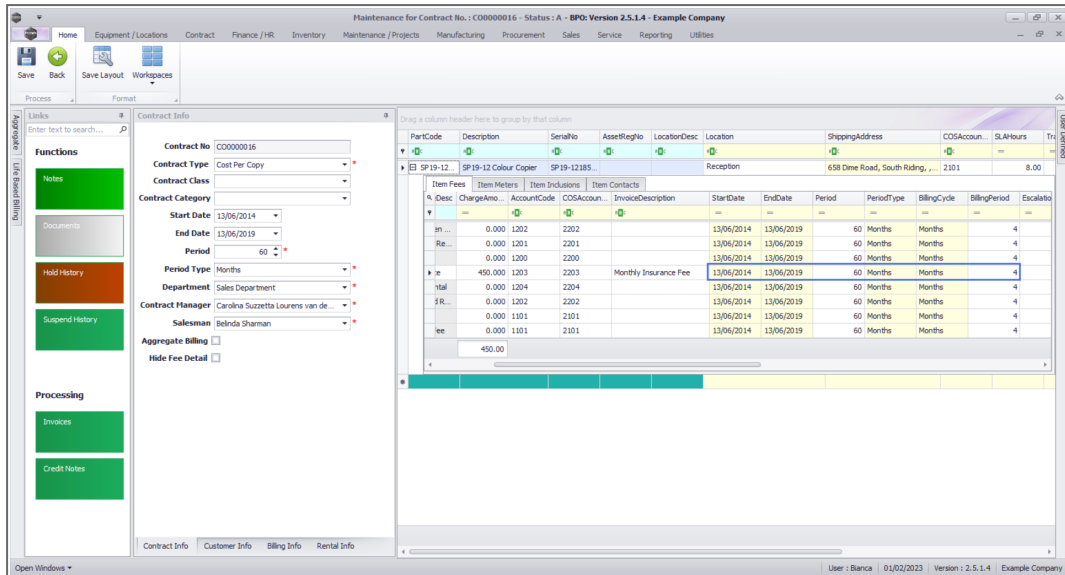 Maintenance for Contract No. : CO0000016 - Status : A - BPO: Version 2.5.1.4 - Example Company
Home Equipment / Locations Contract Finance / HR Inventory Maintenance / Projects Manufacturing Procurement Sales Service Reporting Utilities
Save Back Save Layout Workspaces
Process Format
Aggregate
Life Based Billing
Links
Enter text to search...
Functions
Notes
Documents
Hold History
Suspend History
Processing
Invoices
Credit Notes
Contract Info
Contract No CO0000016
Contract Type Cost Per Copy *
Contract Class
Contract Category
Start Date 13/06/2014
End Date 13/06/2019
Period 60 *
Period Type Months *
Department Sales Department *
Contract Manager Carolina Suzzetta Lourens van de... *
Salesman Belinda Sharman *
Aggregate Billing
Hide Fee Detail
Contract Info Customer Info Billing Info Rental Info
Drag a column header here to group by that column
PartCode Description SerialNo AssetRegNo LocationDesc Location ShippingAddress COSAccoun... SLAHours Tra
SP19-12... SP19-12 Colour Copier SP19-12185... Reception 658 Dime Road, South Riding, ,... 2101 8.00
Item Fees Item Meters Item Inclusions Item Contacts
Desc ChargeAmo... AccountCode COSAccoun... InvoiceDescription StartDate EndDate Period PeriodType BillingCycle BillingPeriod Escalatio
en ... 0.000 1202 2202 13/06/2014 13/06/2019 60 Months Months 4
Re... 0.000 1201 2201 13/06/2014 13/06/2019 60 Months Months 4
0.000 1200 2200 13/06/2014 13/06/2019 60 Months Months 4
ce 450.000 1203 2203 Monthly Insurance Fee 13/06/2014 13/06/2019 60 Months Months 4
ntal 0.000 1204 2204 13/06/2014 13/06/2019 60 Months Months 4
d R... 0.000 1202 2202 13/06/2014 13/06/2019 60 Months Months 4
0.000 1101 2101 13/06/2014 13/06/2019 60 Months Months 4
ee 0.000 1101 2101 13/06/2014 13/06/2019 60 Months Months 4
450.00
User Defined
Open Windows
User : Bianca 01/02/2023 Version : 2.5.1.4 Example Company